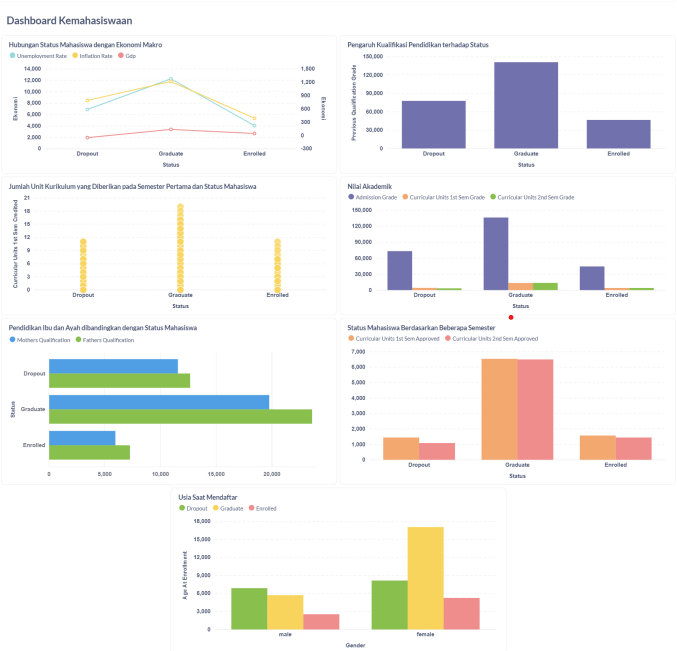 Dashboard Kemahasiswaan
Hubungan Status Mahasiswa dengan Ekonomi Makro
Unemployment Rate Inflation Rate Gdp
14,000
12,000
10,000
8,000
6,000
4,000
2,000
0
Ekonomi
1,500
1,200
900
600
300
0
-300
Ekonomi
Dropout Graduate Enrolled
Status
Pengaruh Kualifikasi Pendidikan terhadap Status
Previous Qualification Grade
150,000
120,000
90,000
60,000
30,000
0
Dropout Graduate Enrolled
Status
Jumlah Unit Kurikulum yang Diberikan pada Semester Pertama dan Status Mahasiswa
Curricular Units 1st Sem Credited
21
18
15
12
9
6
3
0
Dropout Graduate Enrolled
Status
Nilai Akademik
Admission Grade Curricular Units 1st Sem Grade Curricular Units 2nd Sem Grade
150,000
120,000
90,000
60,000
30,000
0
Dropout Graduate Enrolled
Status
Pendidikan Ibu dan Ayah dibandingkan dengan Status Mahasiswa
Mothers Qualification Fathers Qualification
Status
Dropout
Graduate
Enrolled
0 5,000 10,000 15,000 20,000
Status Mahasiswa Berdasarkan Beberapa Semester
Curricular Units 1st Sem Approved Curricular Units 2nd Sem Approved
7,000
6,000
5,000
4,000
3,000
2,000
1,000
0
Dropout Graduate Enrolled
Status
Usia Saat Mendaftar
Dropout Graduate Enrolled
Age At Enrollment
18,000
15,000
12,000
9,000
6,000
3,000
0
male female
Gender